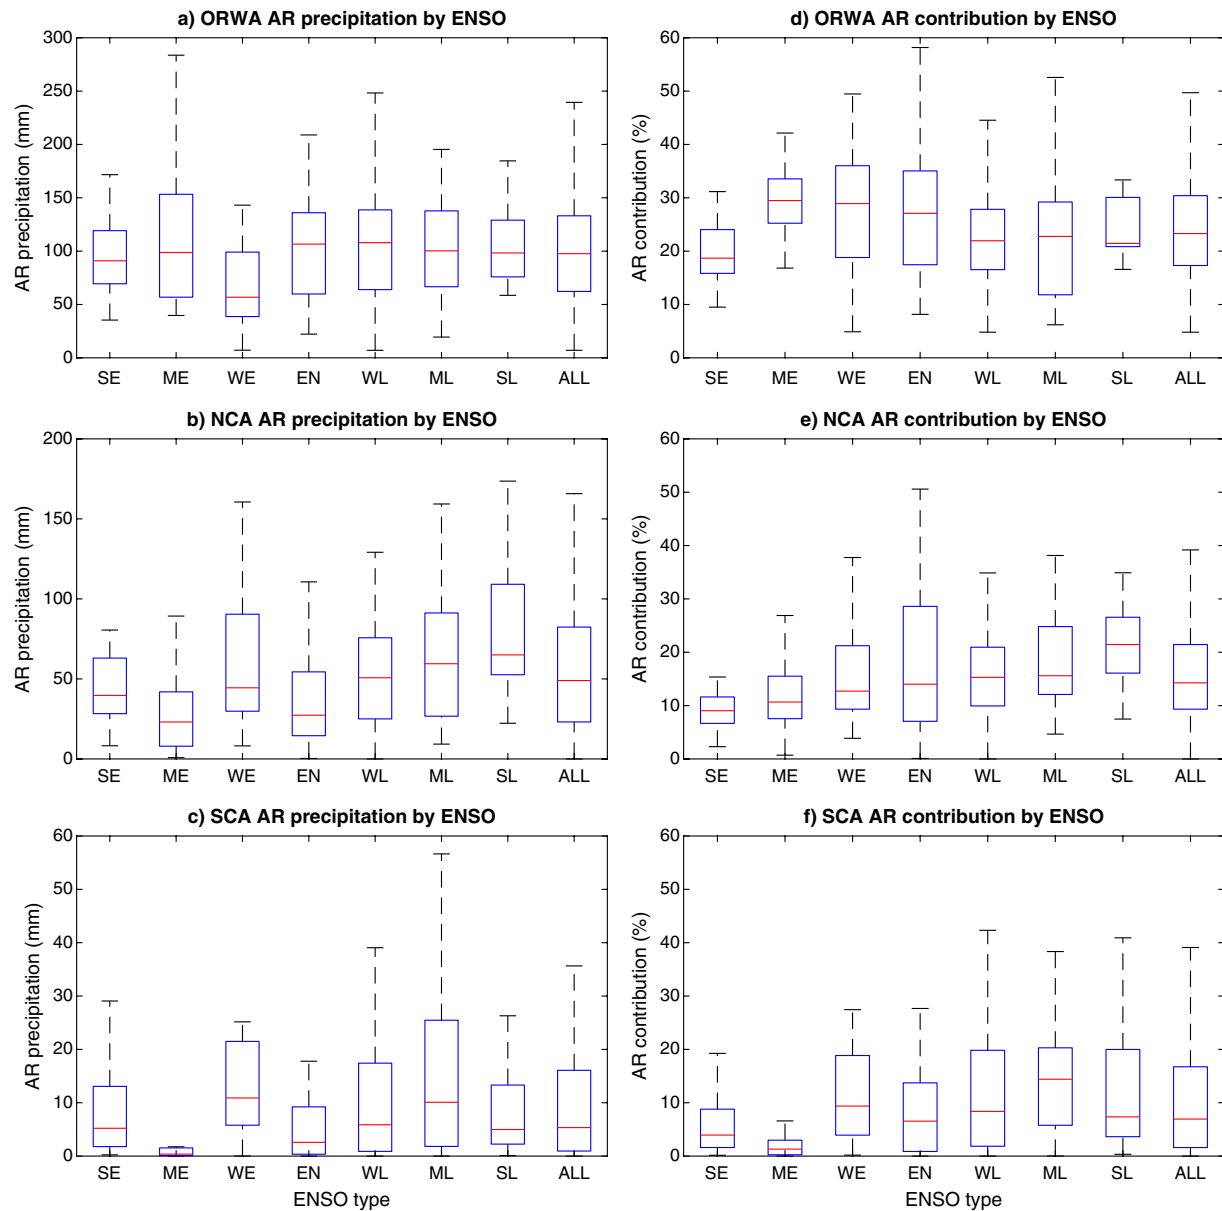 a) ORWA AR precipitation by ENSO
AR precipitation (mm)
300
250
200
150
100
50
0
SE ME WE EN WL ML SL ALL
d) ORWA AR contribution by ENSO
AR contribution (%)
60
50
40
30
20
10
0
SE ME WE EN WL ML SL ALL
b) NCA AR precipitation by ENSO
AR precipitation (mm)
200
150
100
50
0
SE ME WE EN WL ML SL ALL
e) NCA AR contribution by ENSO
AR contribution (%)
60
50
40
30
20
10
0
SE ME WE EN WL ML SL ALL
c) SCA AR precipitation by ENSO
AR precipitation (mm)
60
50
40
30
20
10
0
SE ME WE EN WL ML SL ALL
ENSO type
f) SCA AR contribution by ENSO
AR contribution (%)
60
50
40
30
20
10
0
SE ME WE EN WL ML SL ALL
ENSO type